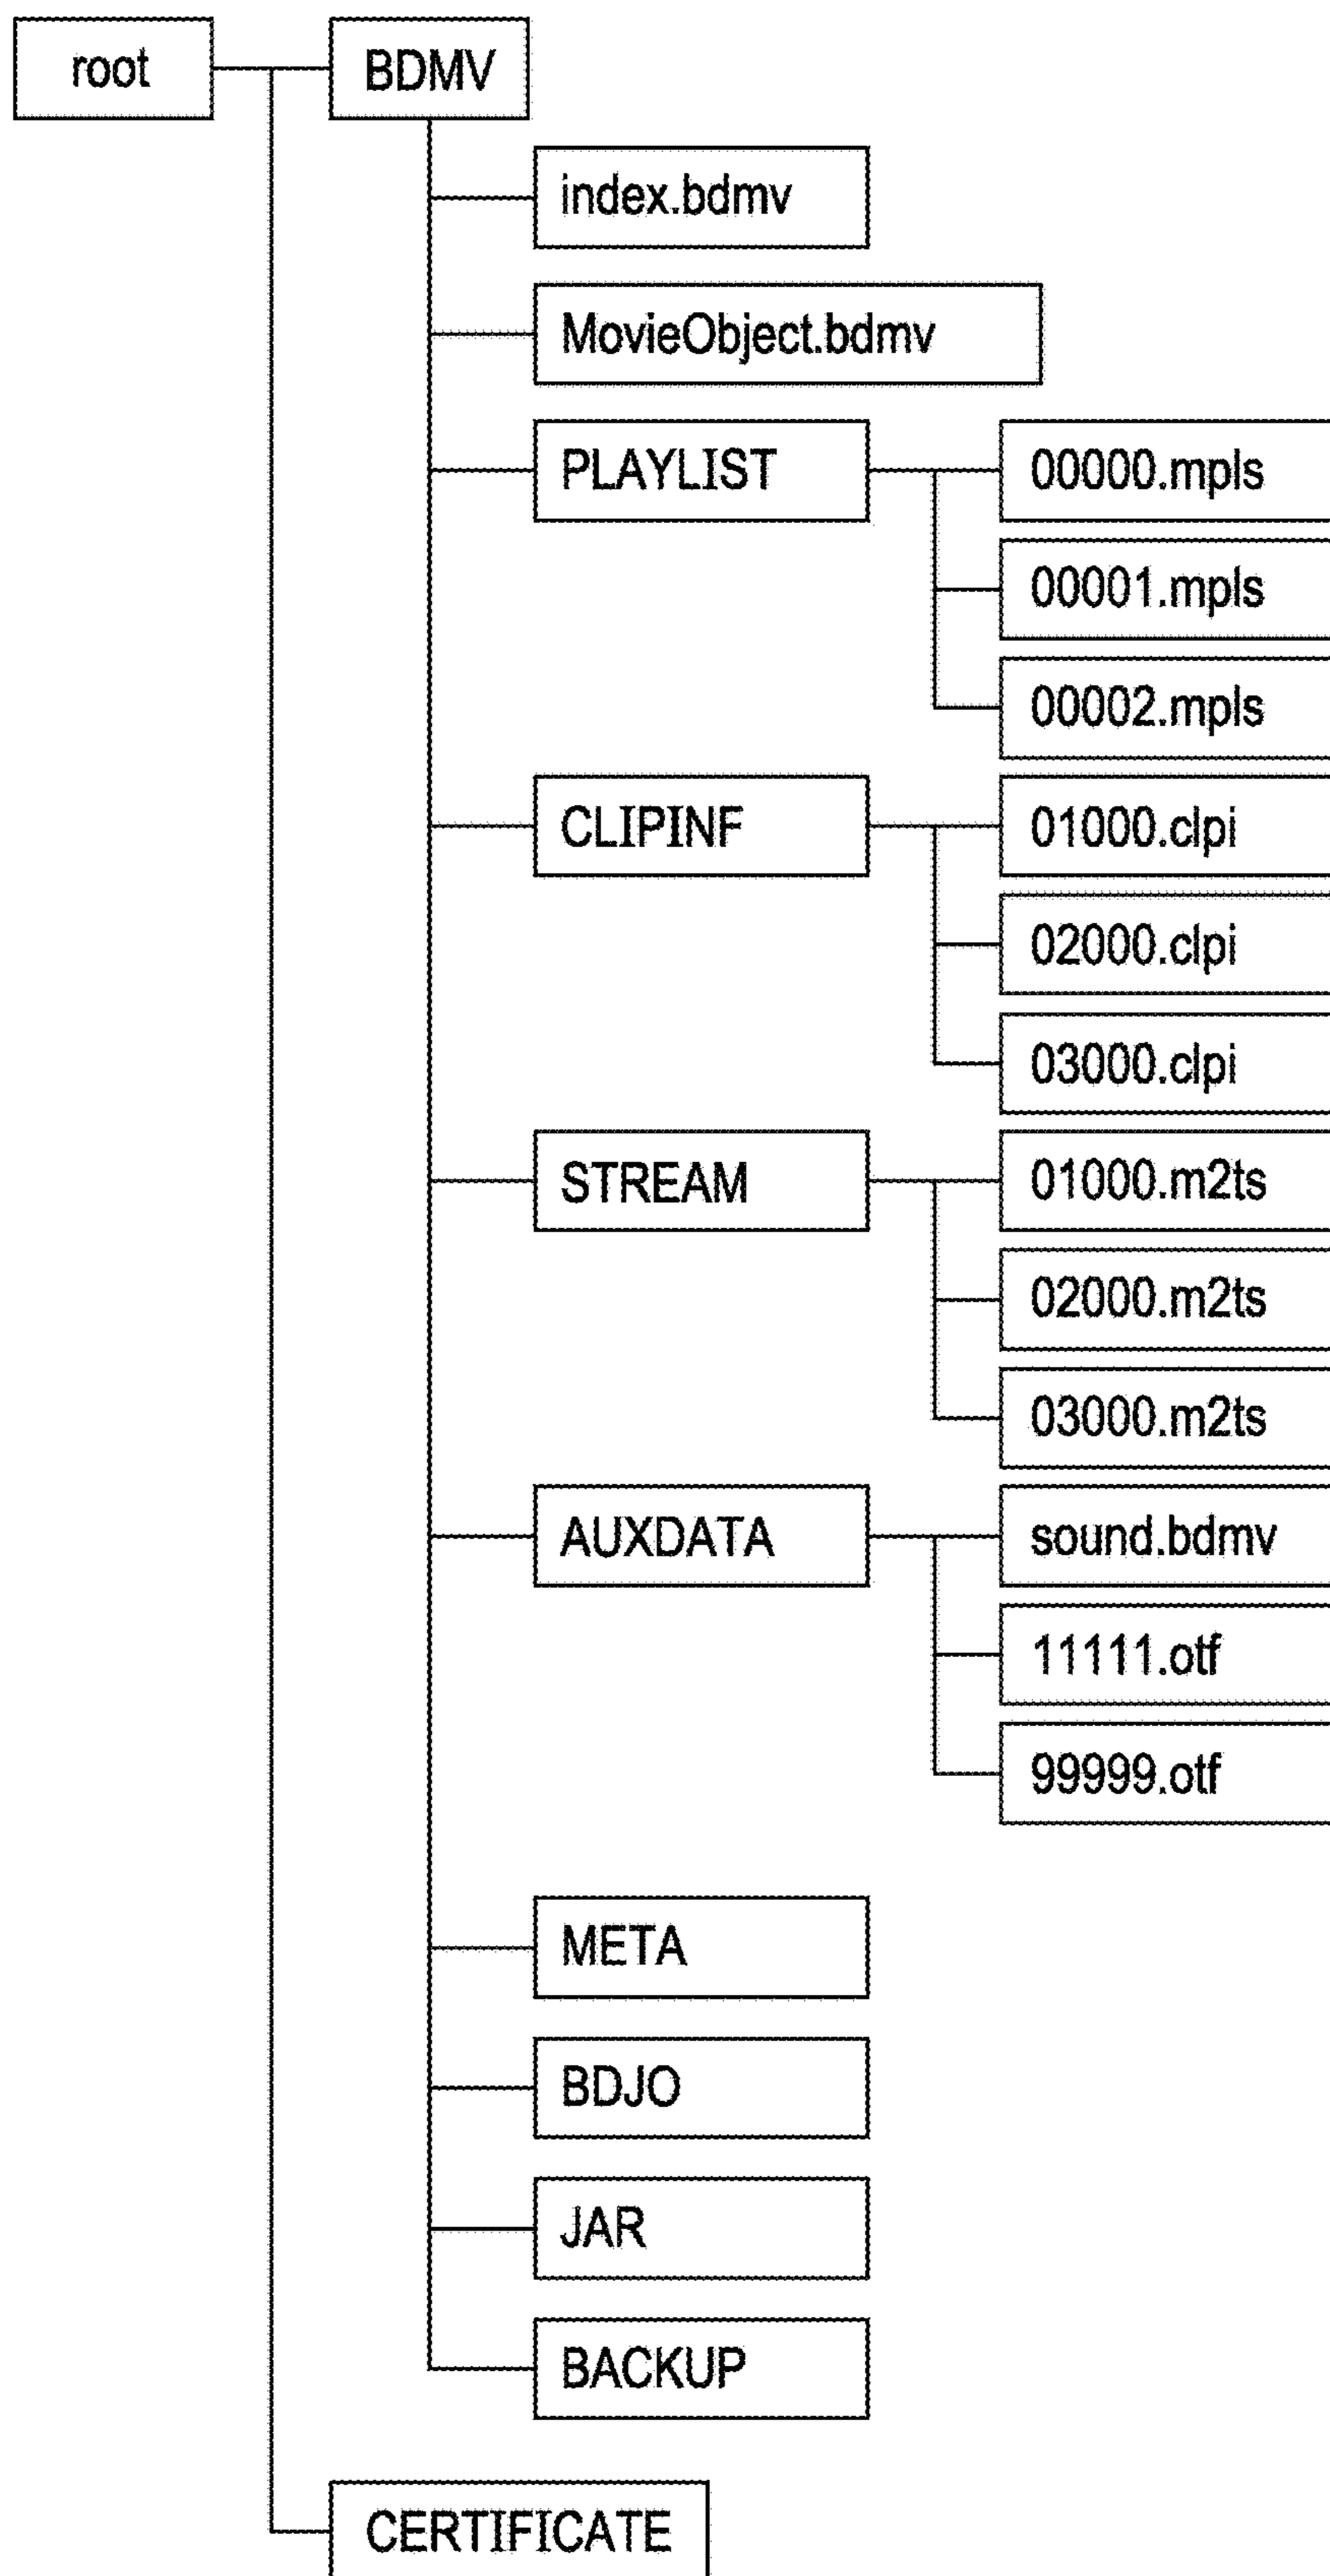 root
BDMV
index.bdmv
MovieObject.bdmv
PLAYLIST
00000.mpls
00001.mpls
00002.mpls
CLIPINF
01000.clpi
02000.clpi
03000.clpi
STREAM
01000.m2ts
02000.m2ts
03000.m2ts
AUXDATA
sound.bdmv
11111.otf
99999.otf
META
BDJO
JAR
BACKUP
CERTIFICATE